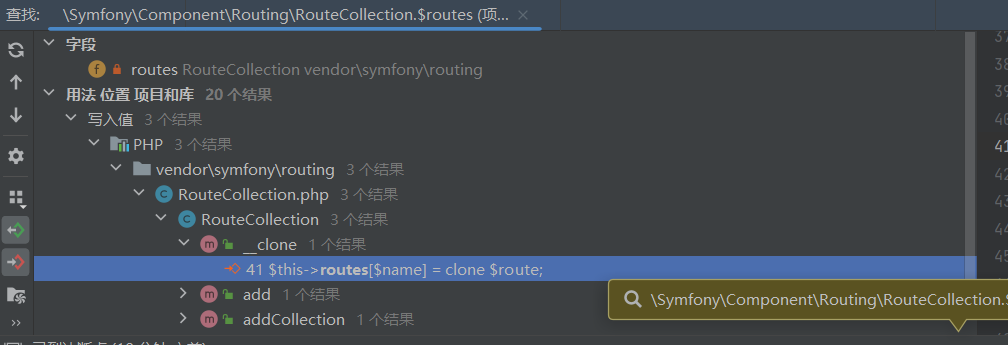 查找: \Symfony\Component\Routing\RouteCollection.$routes (项...
字段
routes RouteCollection vendor\symfony\routing
用法 位置 项目和库 20 个结果
写入值 3 个结果
PHP 3 个结果
vendor\symfony\routing 3 个结果
RouteCollection.php 3 个结果
RouteCollection 3 个结果
__clone 1 个结果
41 $this->routes[$name] = clone $route;
add 1 个结果
addCollection 1 个结果
\Symfony\Component\Routing\RouteCollection.
37
38
39
40
41
42
43
44
45